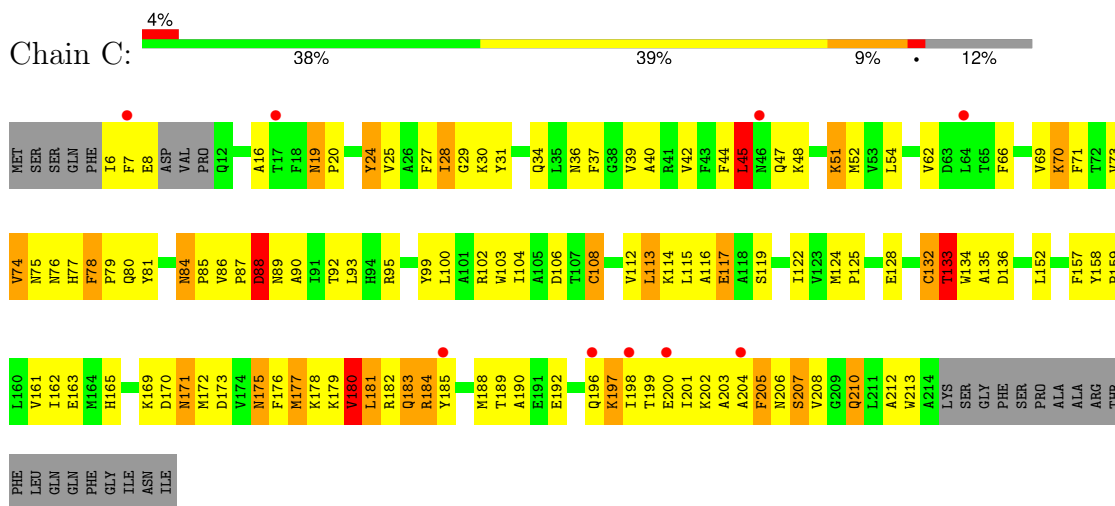 4%
Chain C:
38% 39% 9% • 12%
MET SER SER GLN PHE I6 F7 E8 ASP VAL PRO Q12 A16 T17 F18 N19 P20 Y24 V25 A26 F27 I28 G29 K30 Y31 Q34 L35 N36 F37 G38 V39 A40 R41 V42 F43 F44 L45 N46 Q47 K48 K51 M52 V53 L54 V62 D63 L64 T65 F66 V69 K70 F71 T72 V73
V74 N75 N76 H77 F78 P79 Q80 Y81 N84 P85 V86 P87 D88 N89 A90 I91 T92 L93 H94 R95 Y99 L100 A101 R102 W103 I104 A105 D106 T107 C108 V112 L113 K114 L115 A116 E117 A118 S119 I122 V123 M124 P125 E128 C132 T133 W134 A135 D136 L152 F157 Y158 R159
L160 V161 I162 E163 M164 H165 K169 D170 N171 M172 D173 V174 N175 F176 M177 K178 K179 V180 L181 R182 Q183 R184 Y185 M188 T189 A190 E191 E192 Q196 K197 I198 T199 E200 I201 K202 A203 A204 F205 N206 S207 V208 G209 Q210 L211 A212 W213 A214 LYS SER GLY PHE SER PRO ALA ALA ARG THR
PHE LEU GLN GLN PHE GLY ILE ASN ILE